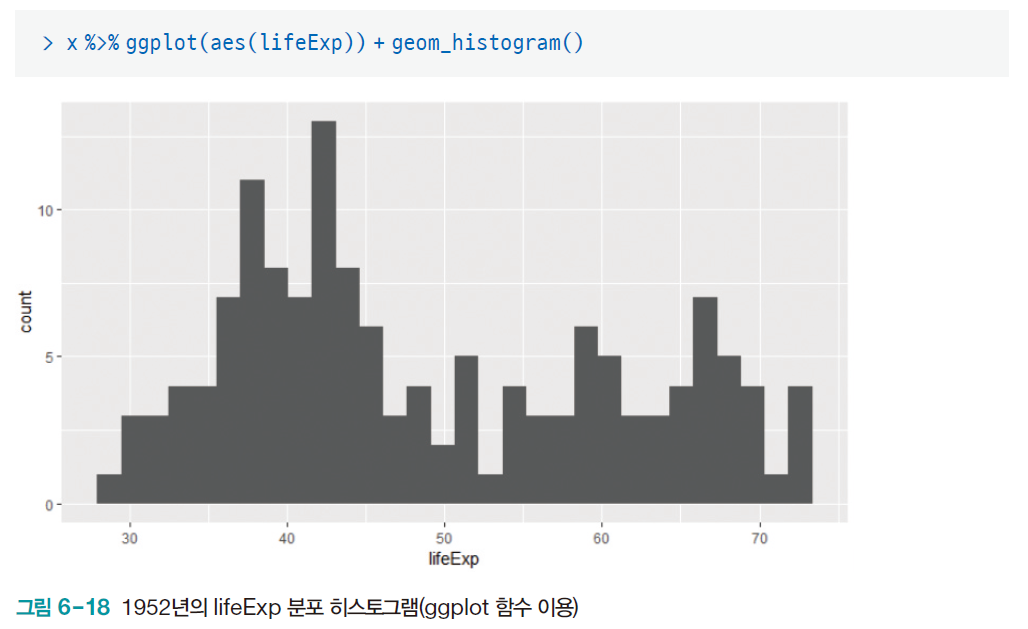 > x %>% ggplot(aes(lifeExp)) + geom_histogram()
10
5
0
count
30 40 50 60 70
lifeExp
그림 6-18 1952년의 lifeExp 분포 히스토그램(ggplot 함수 이용)